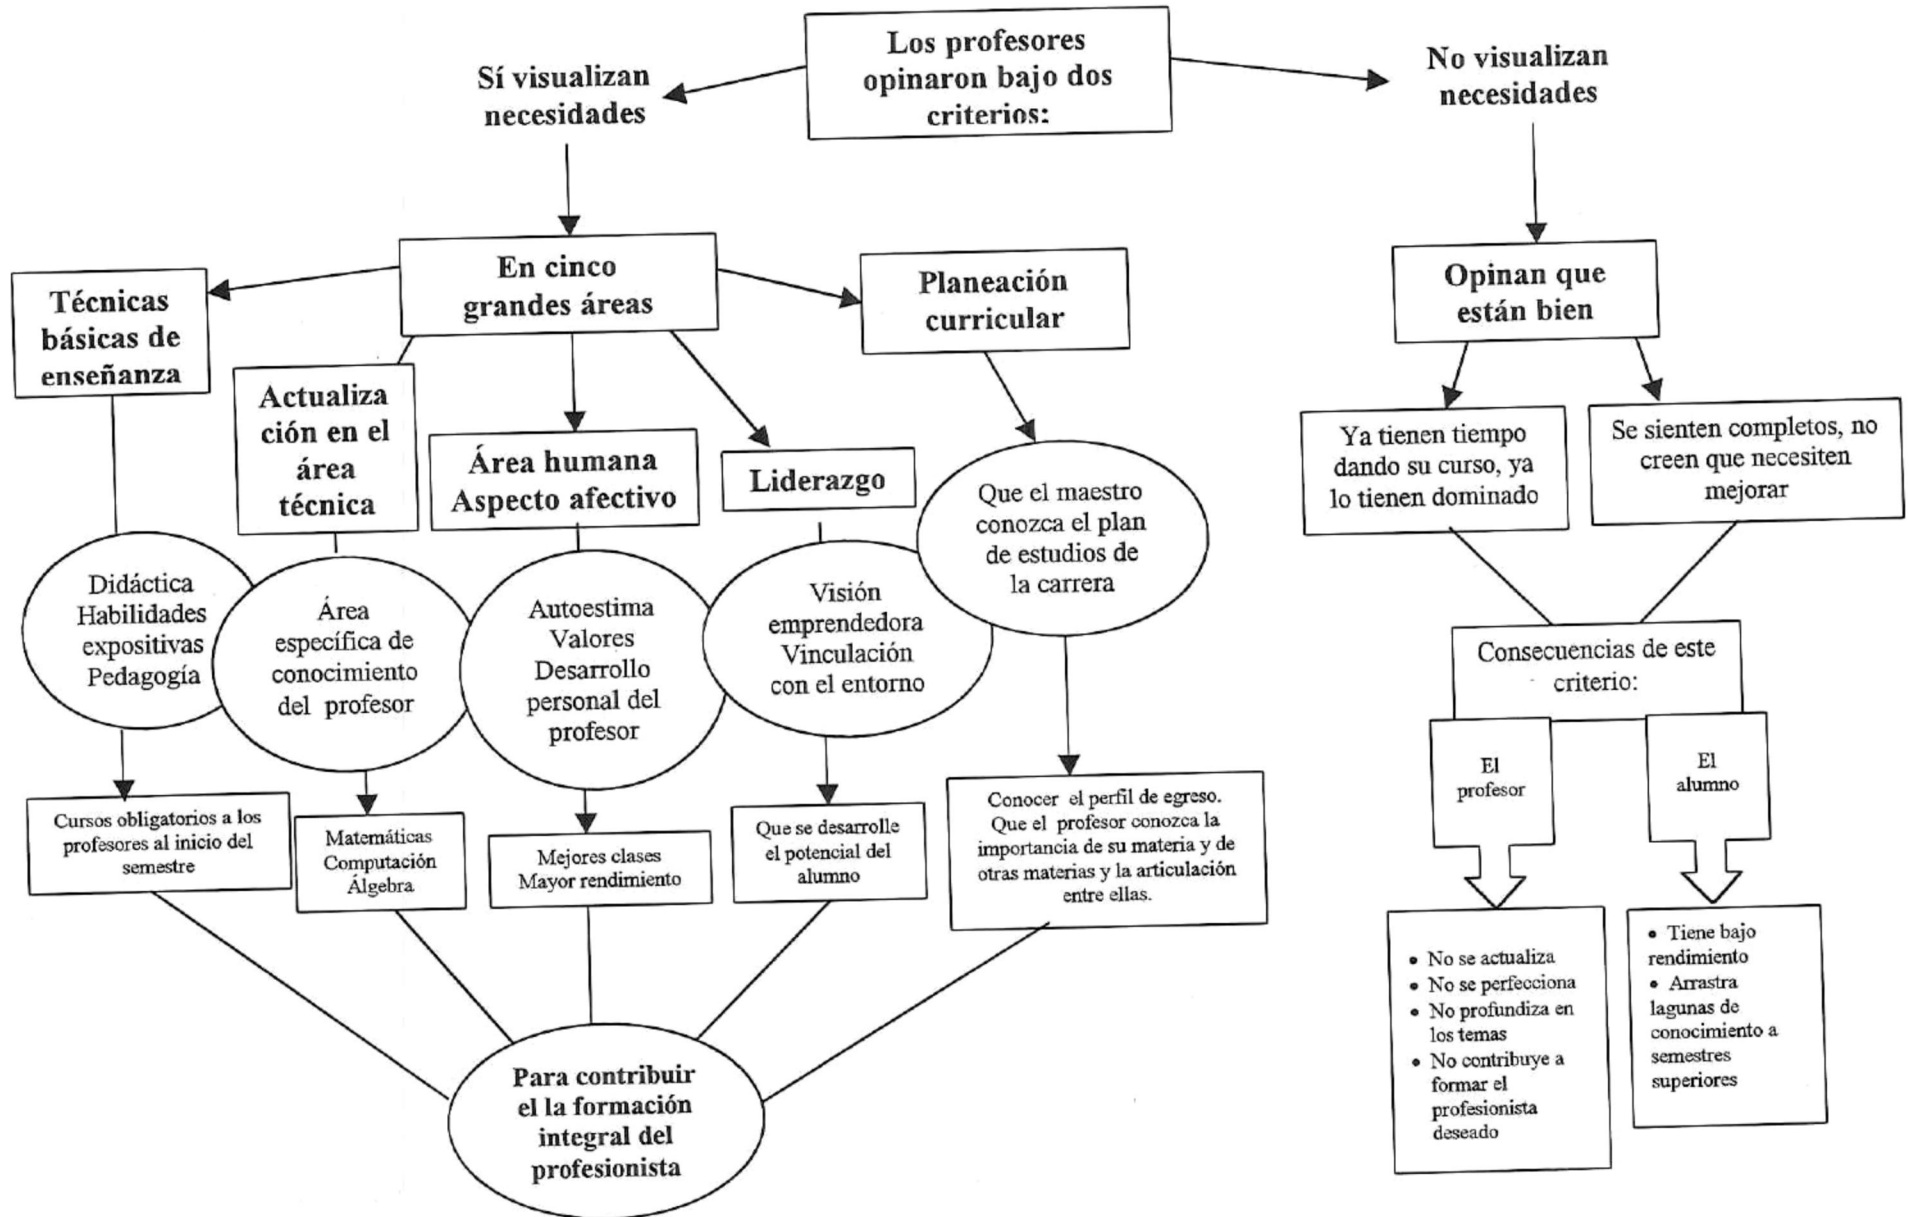 Los profesores
opinaron bajo dos
criterios:
Sí visualizan
necesidades
No visualizan
necesidades
En cinco
grandes áreas
Técnicas
básicas de
enseñanza
Actualiza
ción en el
área
técnica
Área humana
Aspecto afectivo
Liderazgo
Planeación
curricular
Didáctica
Habilidades
expositivas
Pedagogía
Área
específica de
conocimiento
del profesor
Autoestima
Valores
Desarrollo
personal del
profesor
Visión
emprendedora
Vinculación
con el entorno
Que el maestro
conozca el plan
de estudios de
la carrera
Cursos obligatorios a los
profesores al inicio del
semestre
Matemáticas
Computación
Álgebra
Mejores clases
Mayor rendimiento
Que se desarrolle
el potencial del
alumno
Conocer el perfil de egreso.
Que el profesor conozca la
importancia de su materia y de
otras materias y la articulación
entre ellas.
Para contribuir
el la formación
integral del
profesionista
Opinan que
están bien
Ya tienen tiempo
dando su curso, ya
lo tienen dominado
Se sienten completos, no
creen que necesiten
mejorar
Consecuencias de este
criterio:
El
profesor
El
alumno
• No se actualiza
• No se perfecciona
• No profundiza en
los temas
• No contribuye a
formar el
profesionista
deseado
• Tiene bajo
rendimiento
• Arrastra
lagunas de
conocimiento a
semestres
superiores